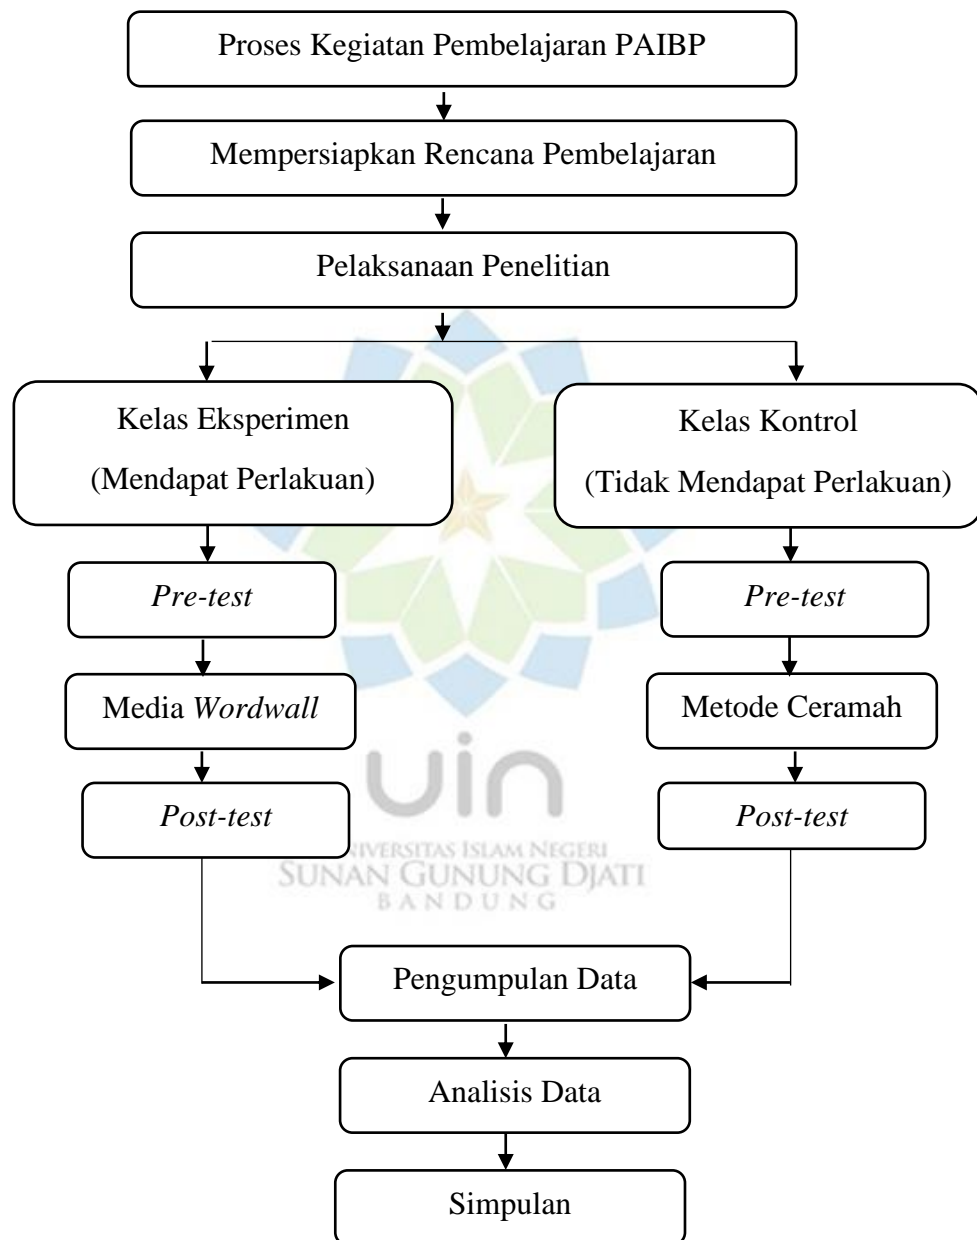 Proses Kegiatan Pembelajaran PAIBP
Mempersiapkan Rencana Pembelajaran
Pelaksanaan Penelitian
Kelas Eksperimen
(Mendapat Perlakuan)
Kelas Kontrol
(Tidak Mendapat Perlakuan)
Pre-test
Pre-test
Media Wordwall
Metode Ceramah
uin
Post-test
Post-test
UNIVERSITAS ISLAM NEGERI
SUNAN GUNUNG DJATI
BANDUNG
Pengumpulan Data
Analisis Data
Simpulan